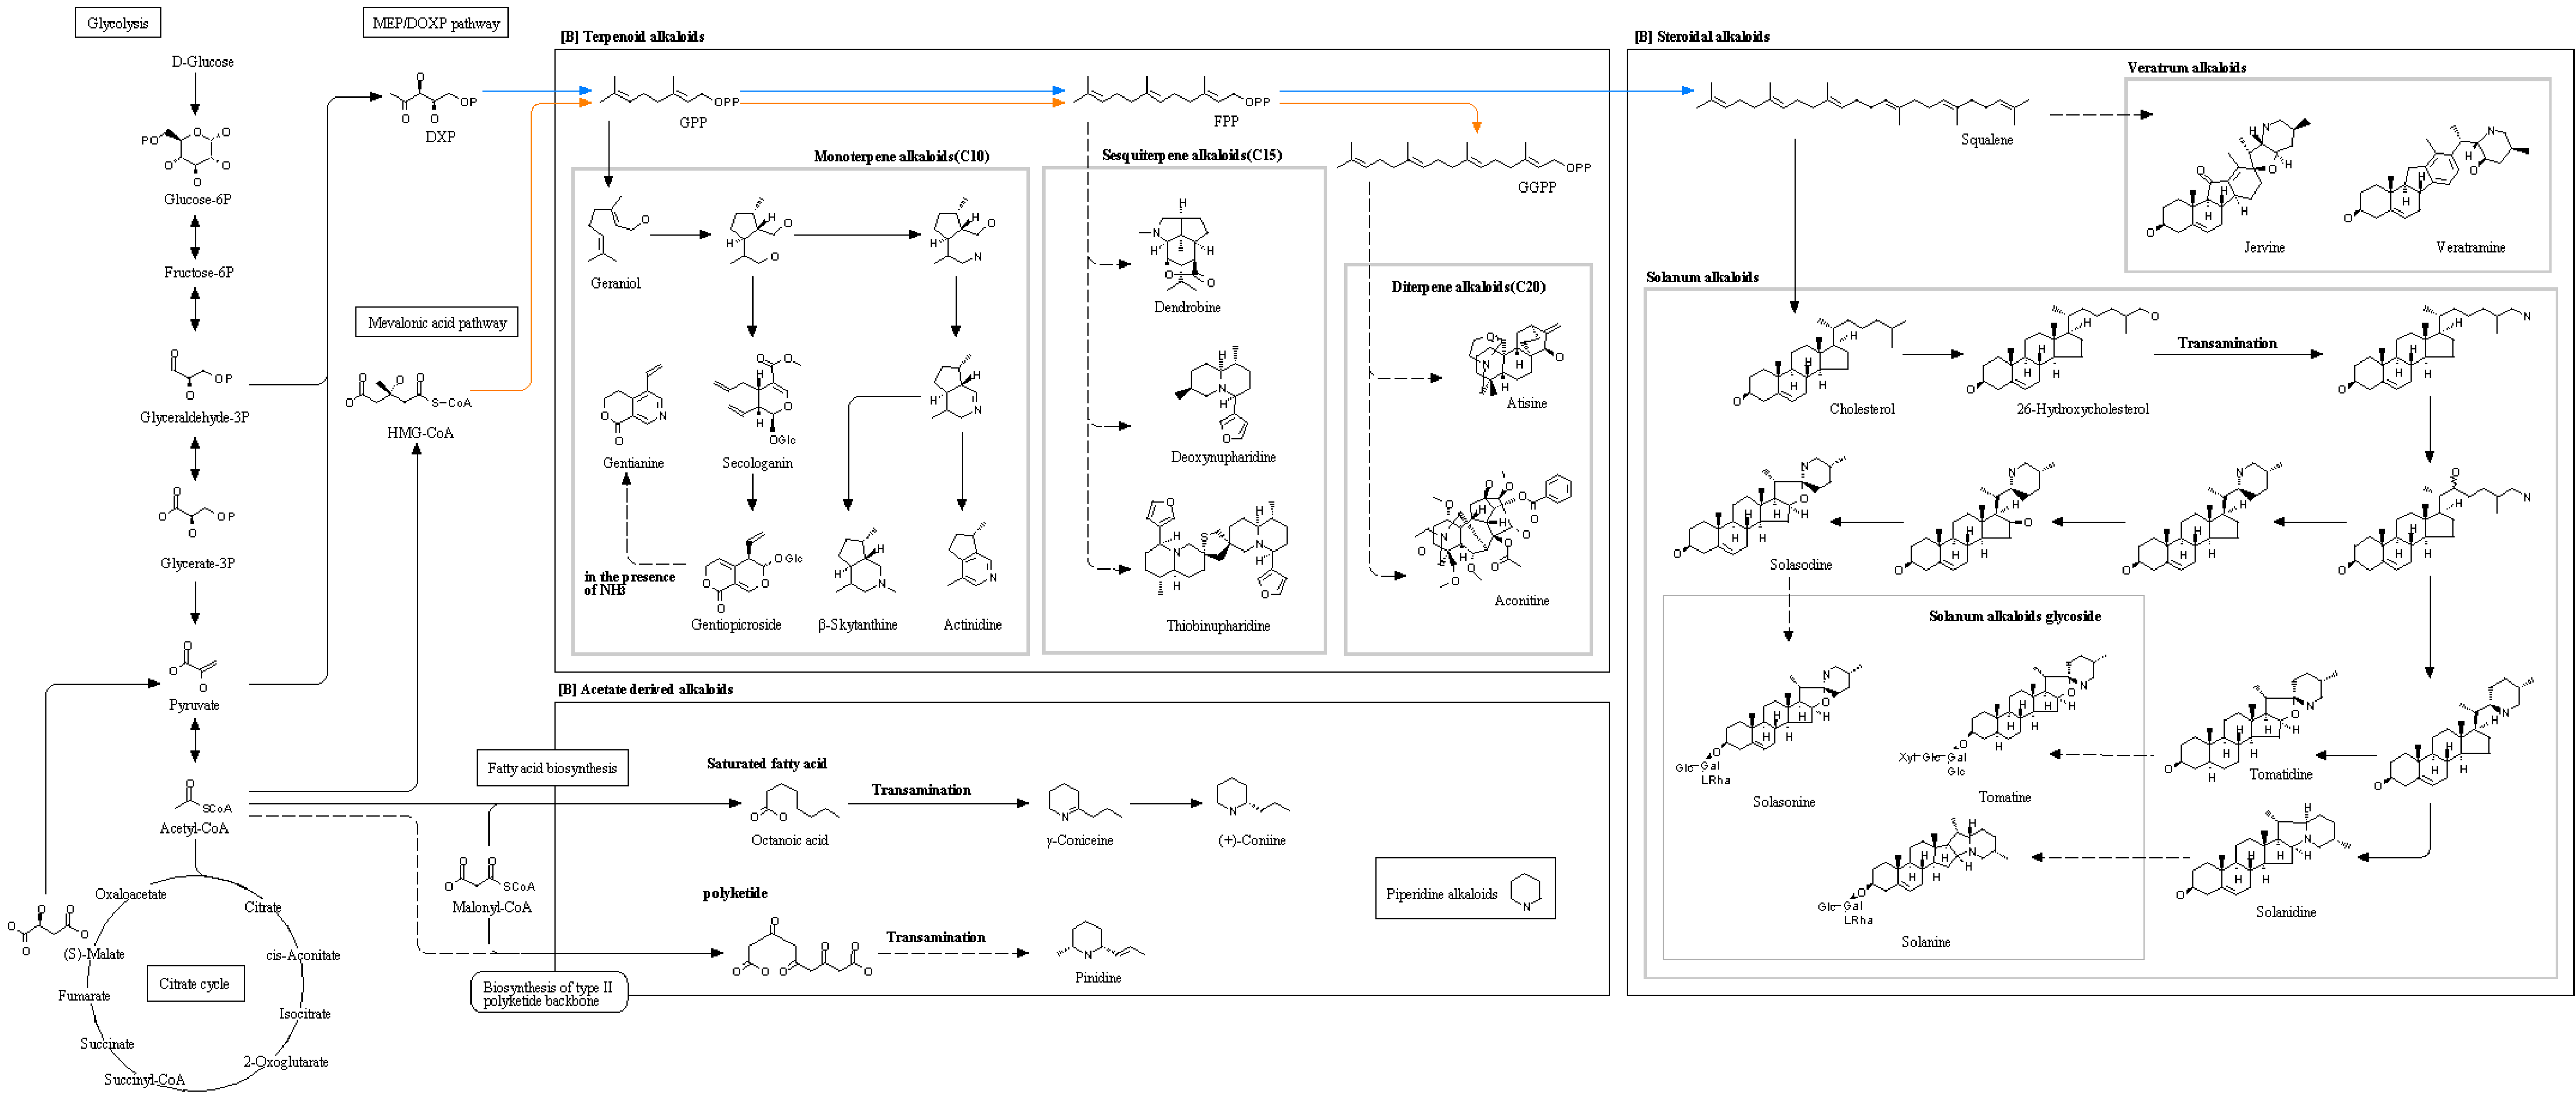 Glycolysis
MEP/DOXP pathway
[B] Terpenoid alkaloids
[B] Steroidal alkaloids
D-Glucose
Glucose-6P
Fructose-6P
Glyceraldehyde-3P
Glycerate-3P
Pyruvate
Acetyl-CoA
Oxaloacetate
Citrate
(S)-Malate
cis-Aconitate
Citrate cycle
Fumarate
Isocitrate
Succinate
2-Oxoglutarate
Succinyl-CoA
DXP
Mevalonic acid pathway
HMG-CoA
GPP
FPP
GGPP
Monoterpene alkaloids(C10)
Geraniol
Gentianine
Secologanin
in the presence
of NH3
Gentiopicroside
β-Skytanthine
Actinidine
Sesquiterpene alkaloids(C15)
Dendrobine
Deoxynupharidine
Thiobinupharidine
Diterpene alkaloids(C20)
Atisine
Aconitine
[B] Acetate derived alkaloids
Fatty acid biosynthesis
Saturated fatty acid
Octanoic acid
Transamination
γ-Coniceine
(+)-Coniine
Malonyl-CoA
polyketide
Transamination
Pinidine
Piperidine alkaloids
Biosynthesis of type II
polyketide backbone
Squalene
Veratrum alkaloids
Jervine
Veratramine
Solanum alkaloids
Cholesterol
26-Hydroxycholesterol
Transamination
Solasodine
Solanum alkaloids glycoside
Solasonine
Tomatine
Tomatidine
Solanine
Solanidine